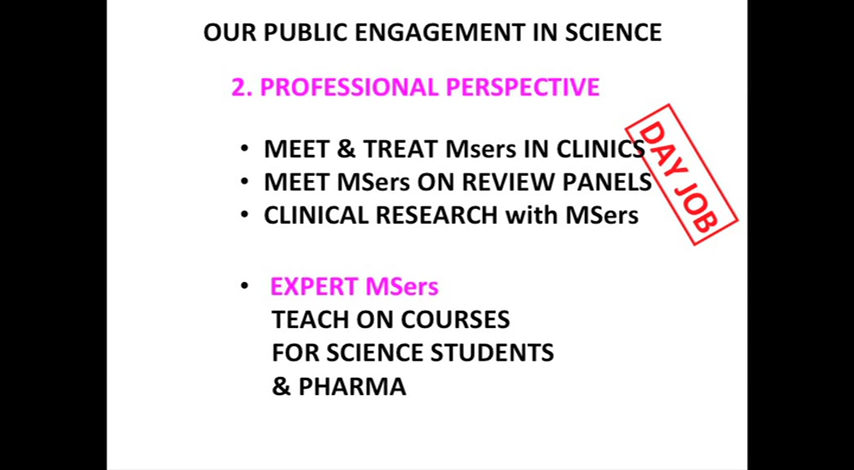 OUR PUBLIC ENGAGEMENT IN SCIENCE
2. PROFESSIONAL PERSPECTIVE
• MEET & TREAT Msers IN CLINICS
• MEET MSers ON REVIEW PANELS
• CLINICAL RESEARCH with MSers
DAY JOB
• EXPERT MSers
TEACH ON COURSES
FOR SCIENCE STUDENTS
& PHARMA